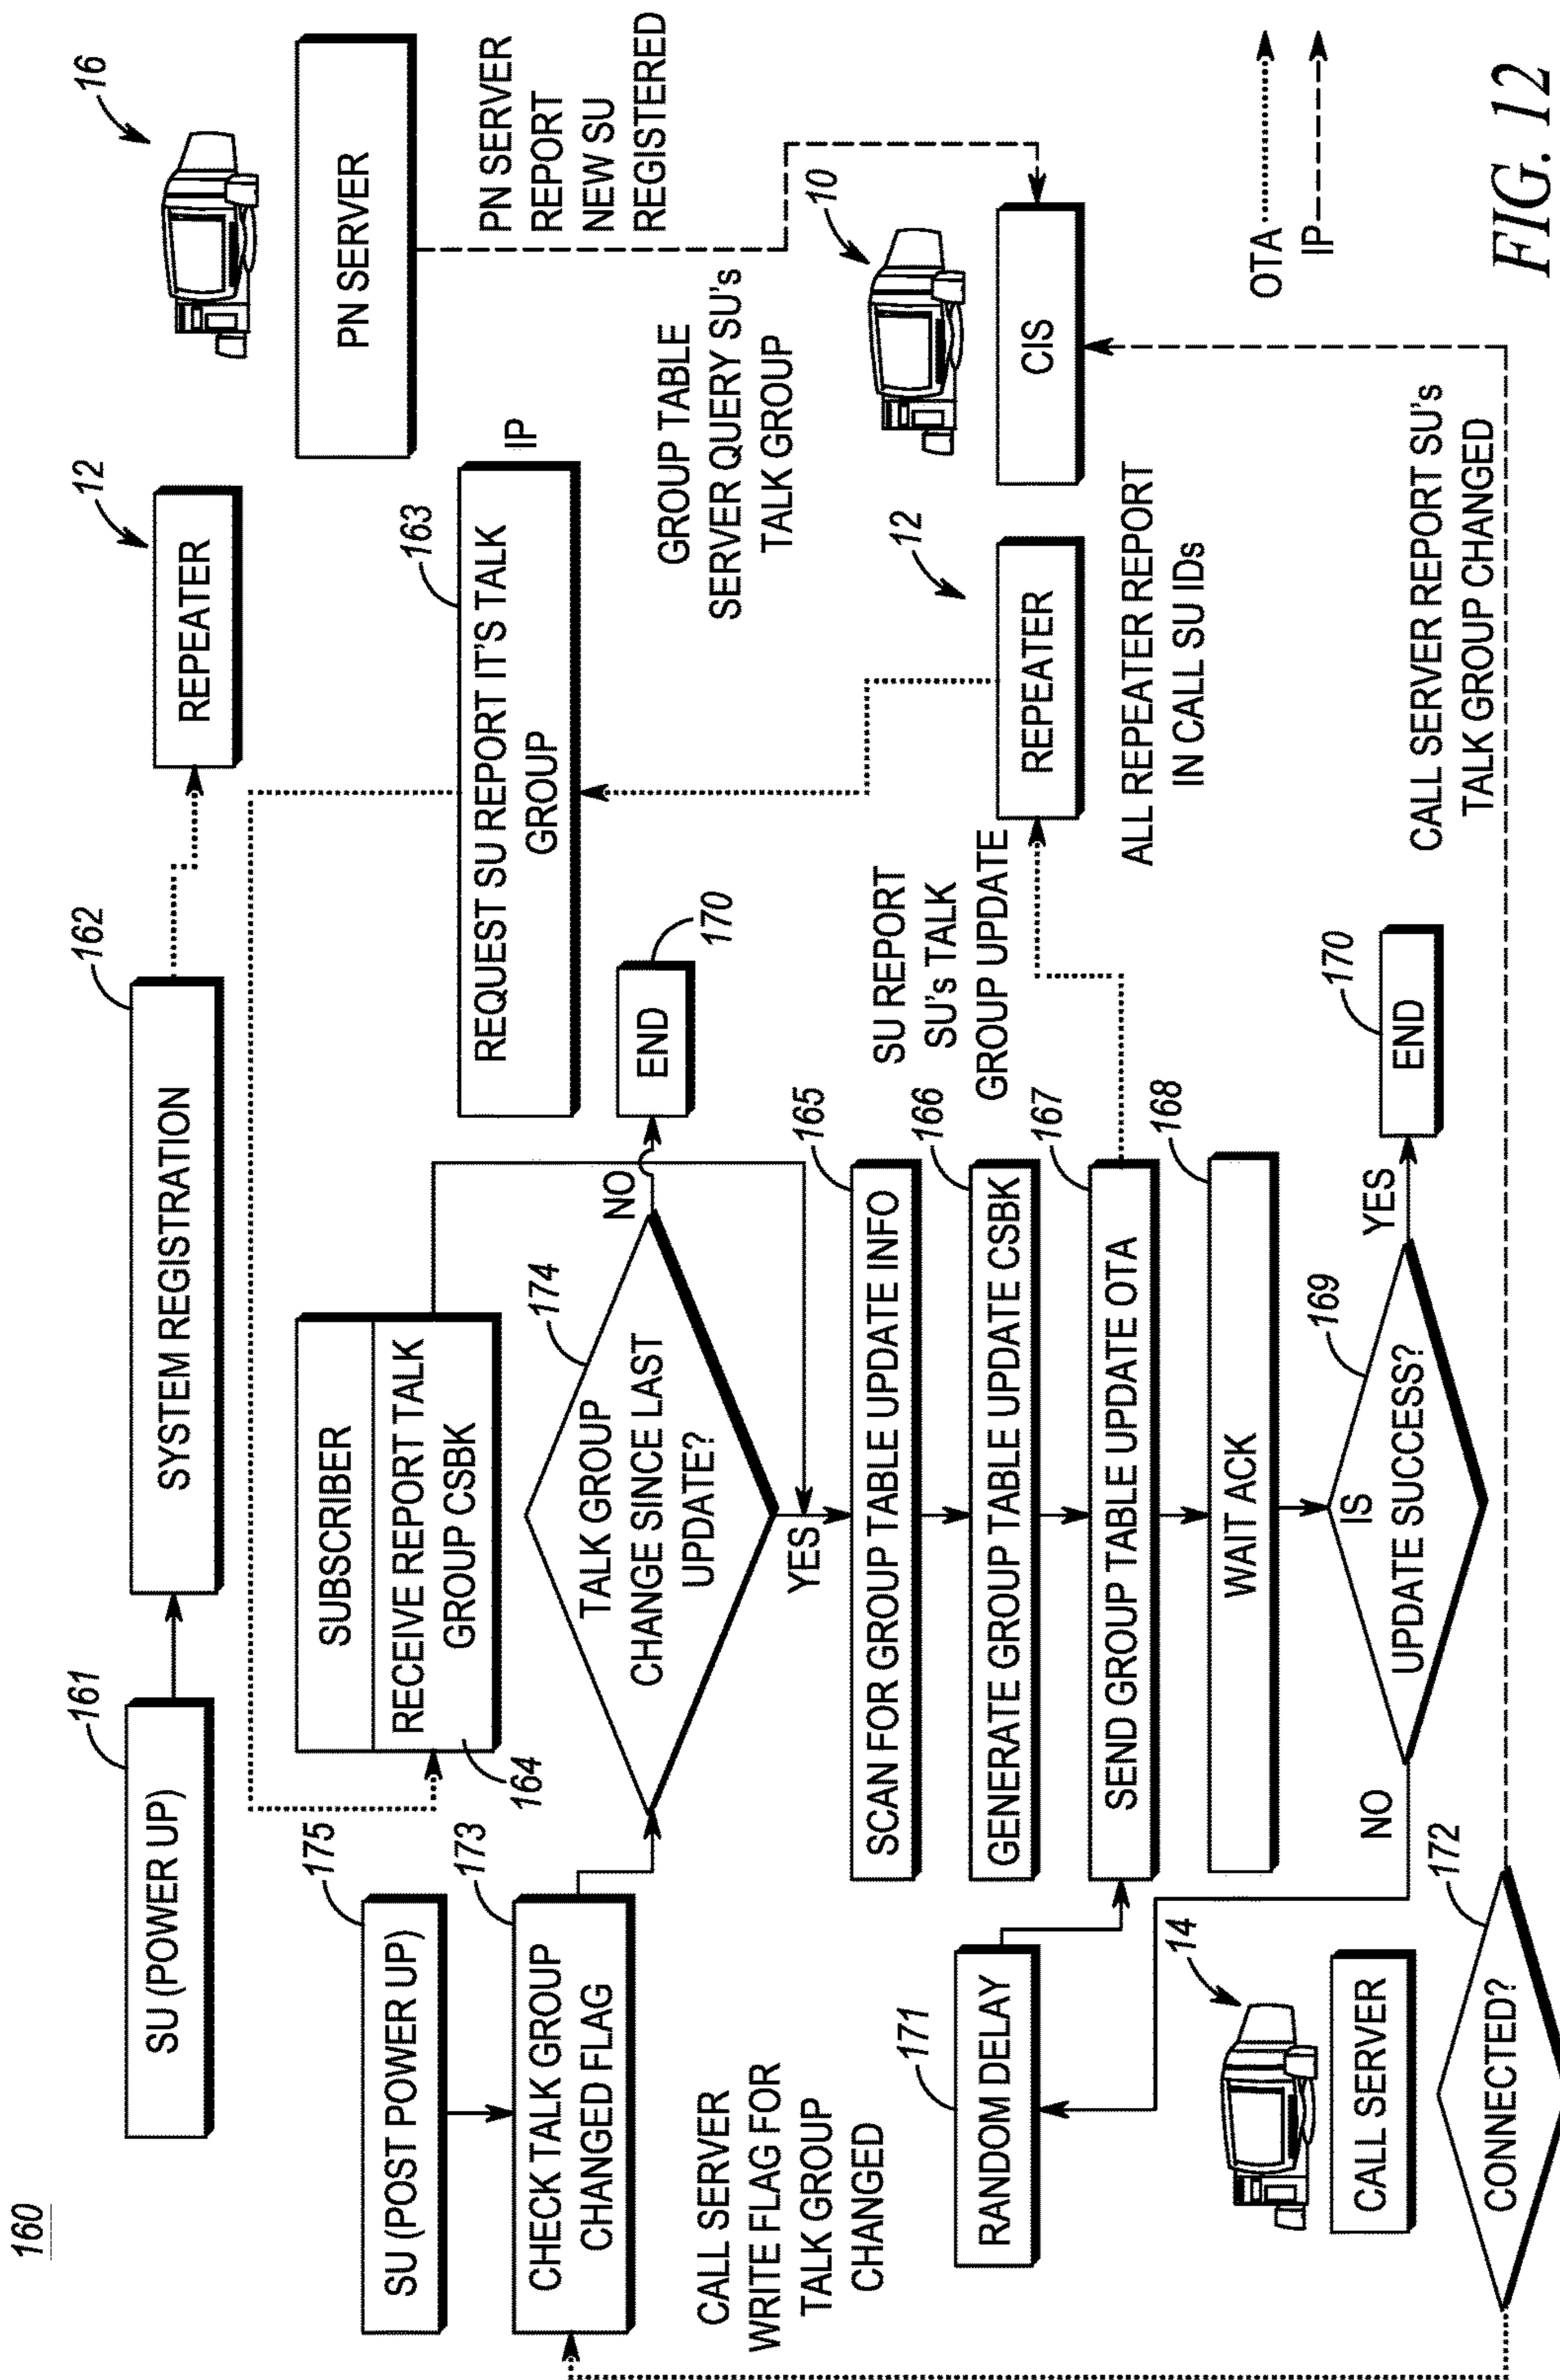 160
SU (POWER UP)
161
SYSTEM REGISTRATION
162
REPEATER
12
16
PN SERVER
PN SERVER
REPORT
NEW SU
REGISTERED
SU (POST POWER UP)
175
CHECK TALK GROUP
CHANGED FLAG
173
SUBSCRIBER
RECEIVE REPORT TALK
GROUP CSBK
164
REQUEST SU REPORT IT'S TALK
GROUP
163
IP
TALK GROUP
CHANGE SINCE LAST
UPDATE?
174
NO
END
170
YES
GROUP TABLE
SERVER QUERY SU's
TALK GROUP
10
CIS
CALL SERVER
WRITE FLAG FOR
TALK GROUP
CHANGED
SCAN FOR GROUP TABLE UPDATE INFO
165
GENERATE GROUP TABLE UPDATE CSBK
166
SEND GROUP TABLE UPDATE OTA
167
WAIT ACK
168
SU REPORT
SU's TALK
GROUP UPDATE
REPEATER
12
ALL REPEATER REPORT
IN CALL SU IDs
RANDOM DELAY
171
IS
UPDATE SUCCESS?
169
NO
YES
END
170
14
CALL SERVER
CONNECTED?
172
CALL SERVER REPORT SU's
TALK GROUP CHANGED
OTA
IP
FIG. 12